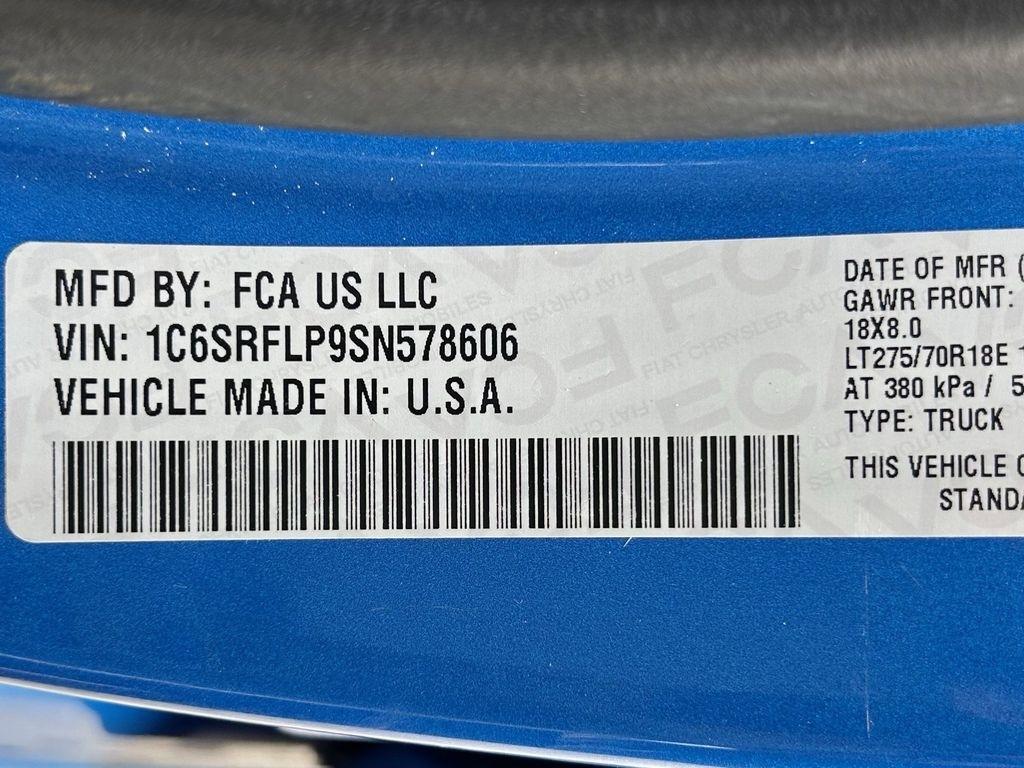 MFD BY: FCA US LLC
VIN: 1C6SRFLP9SN578606
VEHICLE MADE IN: U.S.A.
DATE OF MFR (
GAWR FRONT:
18X8.0
LT275/70R18E
AT 380 kPa / 5
TYPE: TRUCK
THIS VEHICLE
STANDA